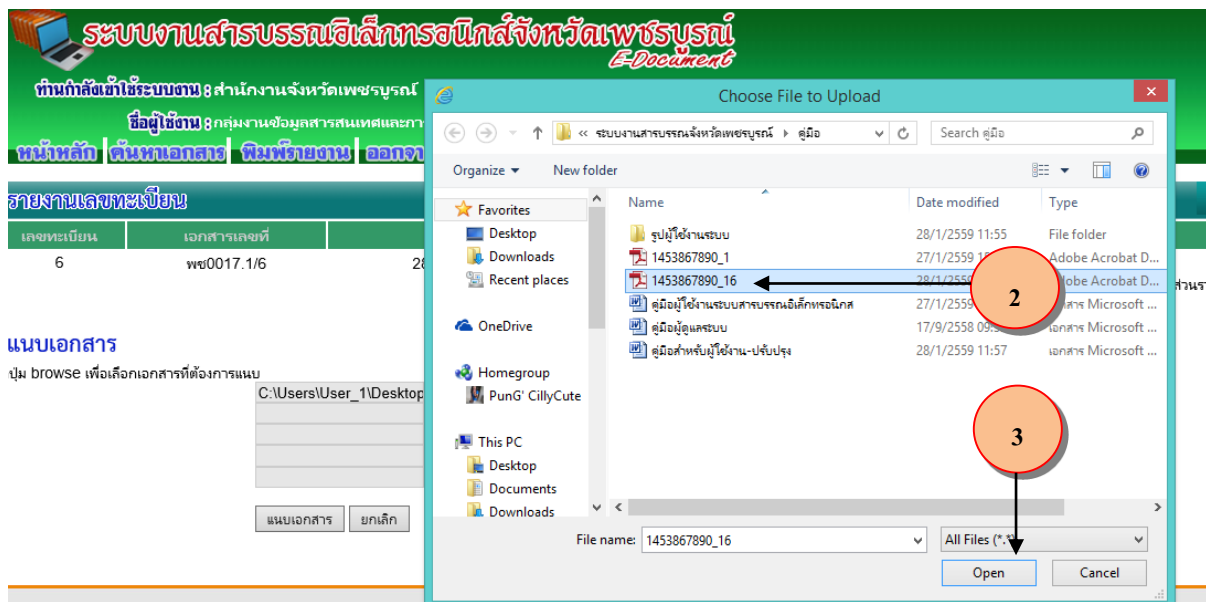 ระบบงานสารบรรณอิเล็กทรอนิกส์จังหวัดเพชรบูรณ์
E-Document
ท่านกำลังเข้าใช้ระบบงาน : สำนักงานจังหวัดเพชรบูรณ์
ชื่อผู้ใช้งาน : กลุ่มงานข้อมูลสารสนเทศและกา
หน้าหลัก ค้นหาเอกสาร พิมพ์รายงาน ออกจา
รายงานเลขทะเบียน
เลขทะเบียน เอกสารเลขที่
6 พช0017.1/6 28
ส่วนรา
แนบเอกสาร
ปุ่ม browse เพื่อเลือกเอกสารที่ต้องการแนบ
C:\Users\User_1\Desktop
แนบเอกสาร ยกเลิก
Choose File to Upload
« ระบบงานสารบรรณจังหวัดเพชรบูรณ์ คู่มือ Search คู่มือ
Organize New folder
Favorites
Desktop
Downloads
Recent places
OneDrive
Homegroup
PunG' CillyCute
This PC
Desktop
Documents
Downloads
Name Date modified Type
รูปผู้ใช้งานระบบ 28/1/2559 11:55 File folder
1453867890_1 27/1/2559 Adobe Acrobat D...
1453867890_16 28/1/2559 Adobe Acrobat D...
คู่มือผู้ใช้งานระบบสารบรรณอิเล็กทรอนิกส 27/1/2559 เอกสาร Microsoft ...
คู่มือผู้ดูแลระบบ 17/9/2558 เอกสาร Microsoft ...
คู่มือสำหรับผู้ใช้งาน-ปรับปรุง 28/1/2559 11:57 เอกสาร Microsoft ...
2
3
File name: 1453867890_16 All Files (*.*)
Open Cancel